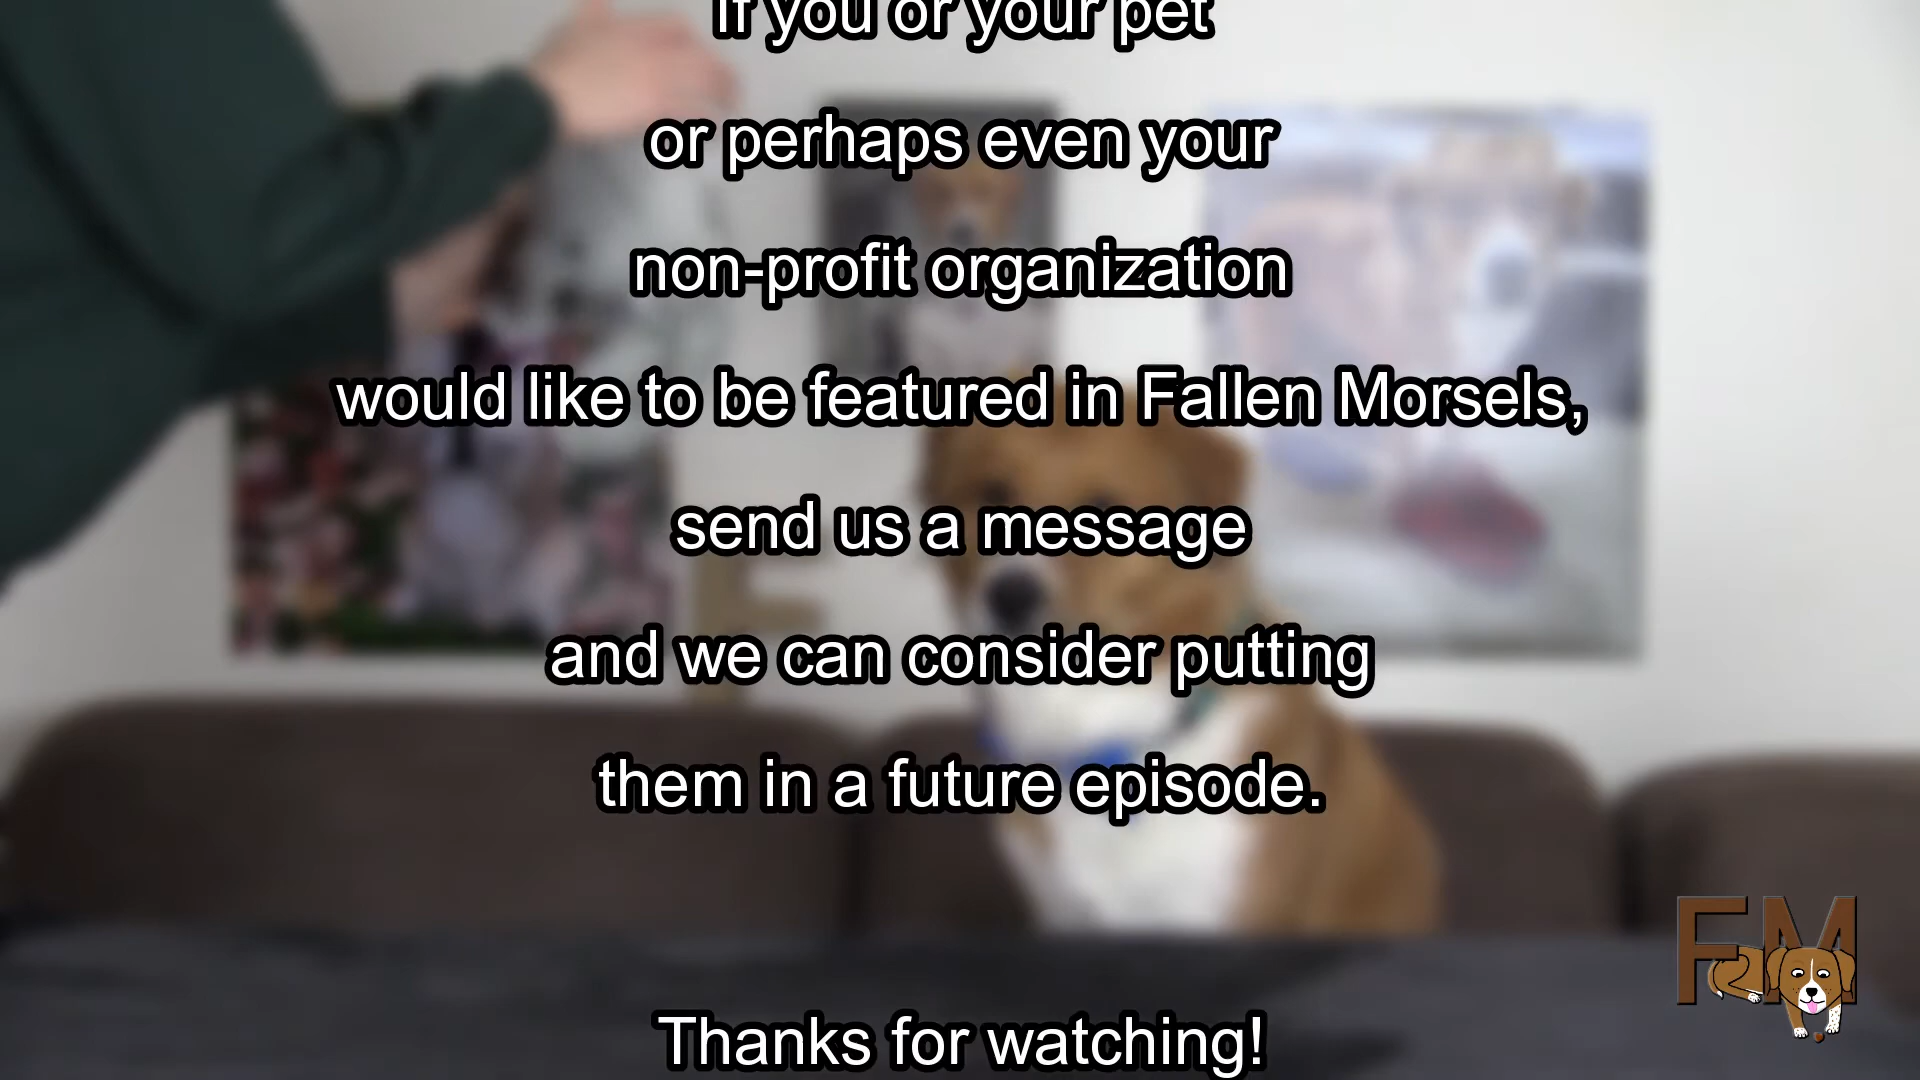 If you or your pet
or perhaps even your
non-profit organization
would like to be featured in Fallen Morsels,
send us a message
and we can consider putting
them in a future episode.
FM
Thanks for watching!